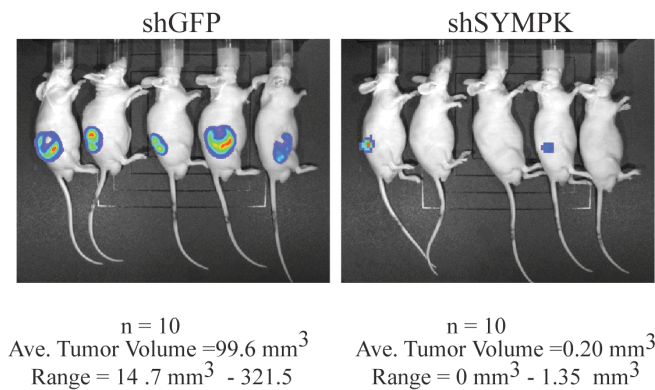 shGFP
shSYMPK
n = 10
Ave. Tumor Volume =99.6 mm³
Range = 14 .7 mm³ - 321.5
n = 10
Ave. Tumor Volume =0.20 mm³
Range = 0 mm³ - 1.35 mm³